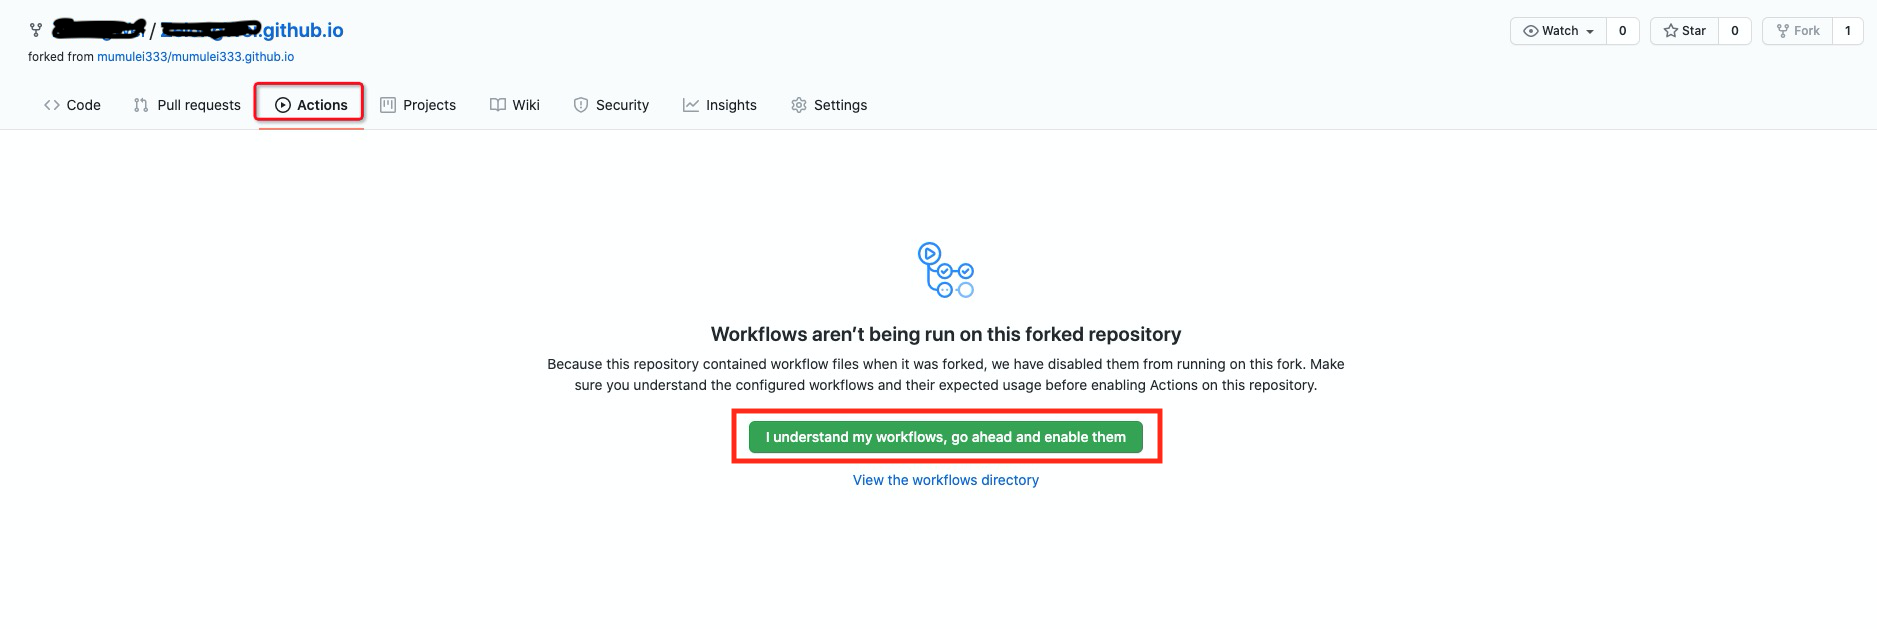 / .github.io
Watch 0
Star 0
Fork 1
forked from mumulei333/mumulei333.github.io
Code Pull requests Actions Projects Wiki Security Insights Settings
Workflows aren’t being run on this forked repository
Because this repository contained workflow files when it was forked, we have disabled them from running on this fork. Make
sure you understand the configured workflows and their expected usage before enabling Actions on this repository.
I understand my workflows, go ahead and enable them
View the workflows directory